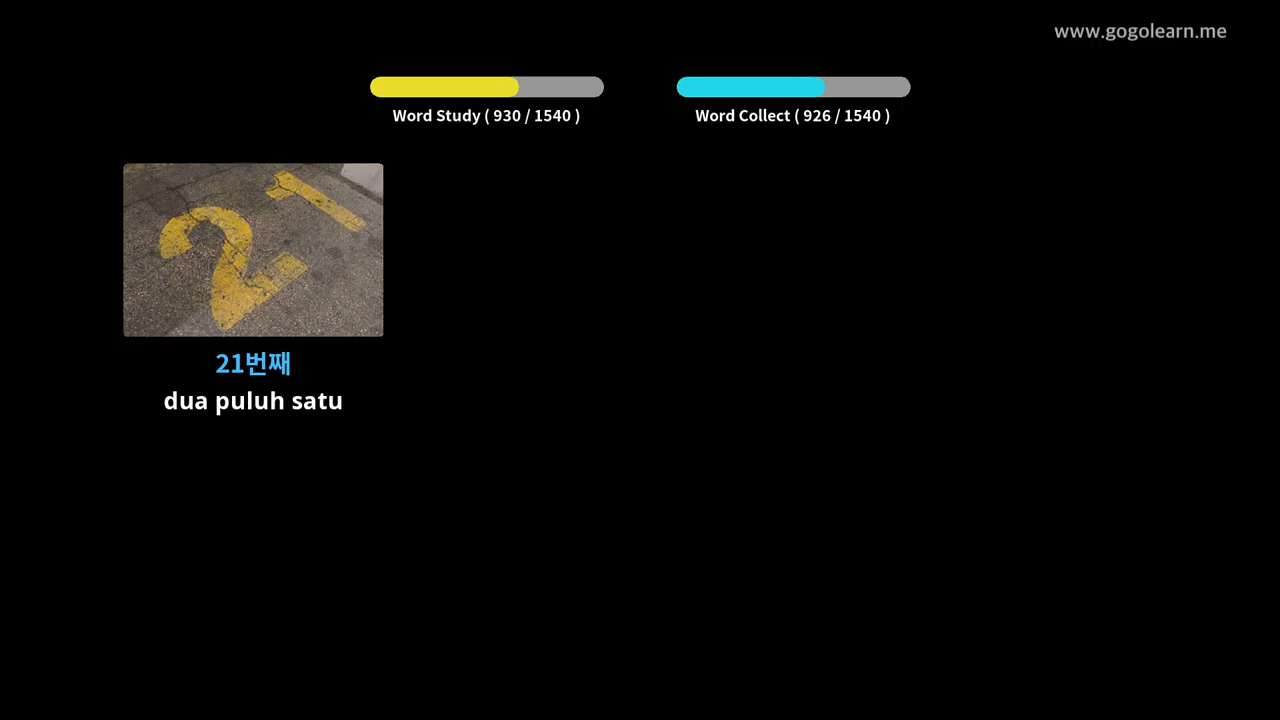 www.gogolearn.me
Word Study ( 930 / 1540 )
Word Collect ( 926 / 1540 )
21
21번째
dua puluh satu